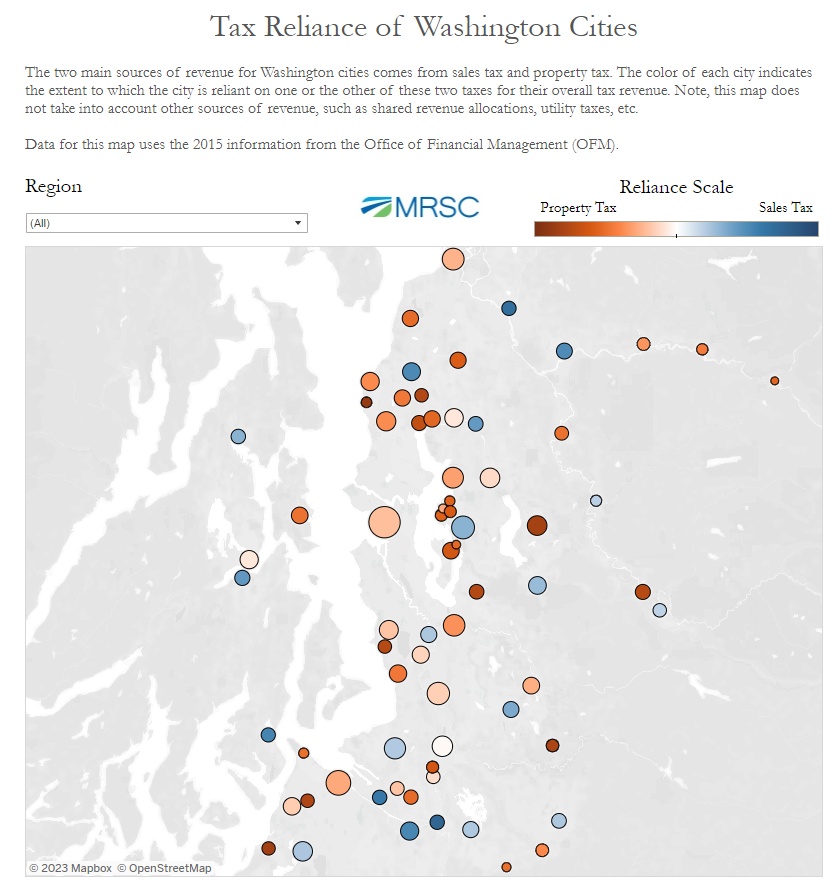 Tax Reliance of Washington Cities
The two main sources of revenue for Washington cities comes from sales tax and property tax. The color of each city indicates
the extent to which the city is reliant on one or the other of these two taxes for their overall tax revenue. Note, this map does
not take into account other sources of revenue, such as shared revenue allocations, utility taxes, etc.
Data for this map uses the 2015 information from the Office of Financial Management (OFM).
Region
(All)
MRSC
Reliance Scale
Property Tax Sales Tax
© 2023 Mapbox © OpenStreetMap